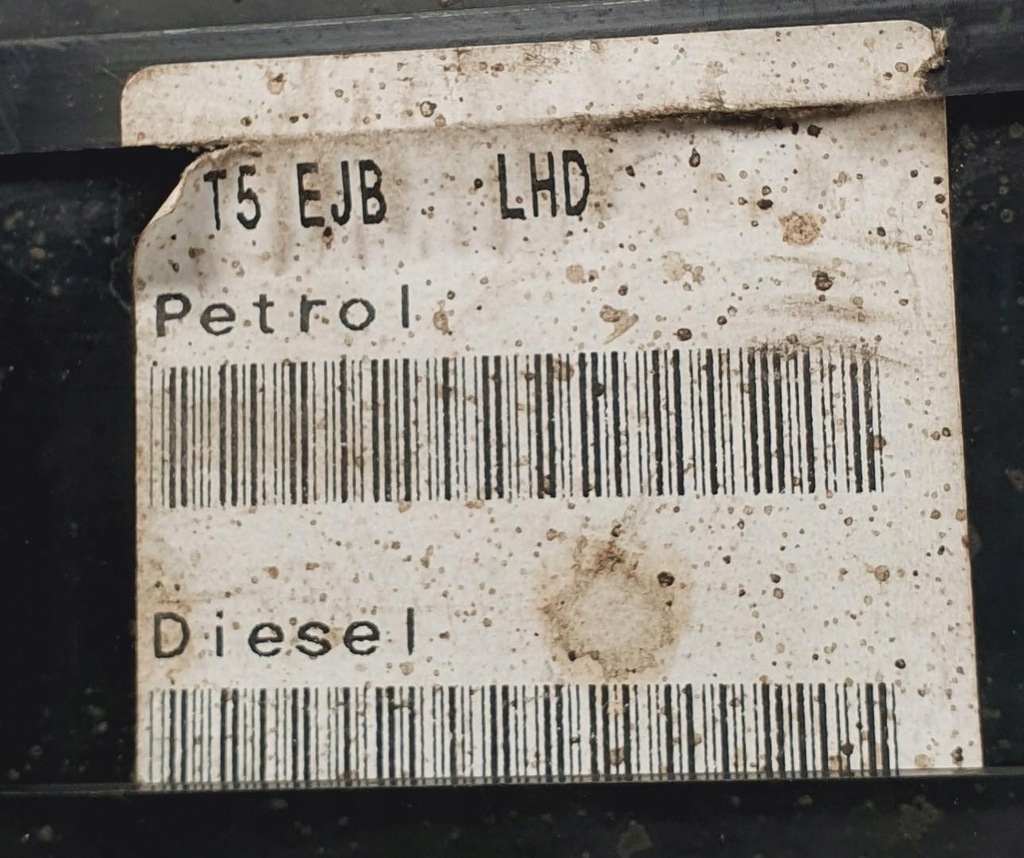 T5 EJB LHD
Petrol
Diesel